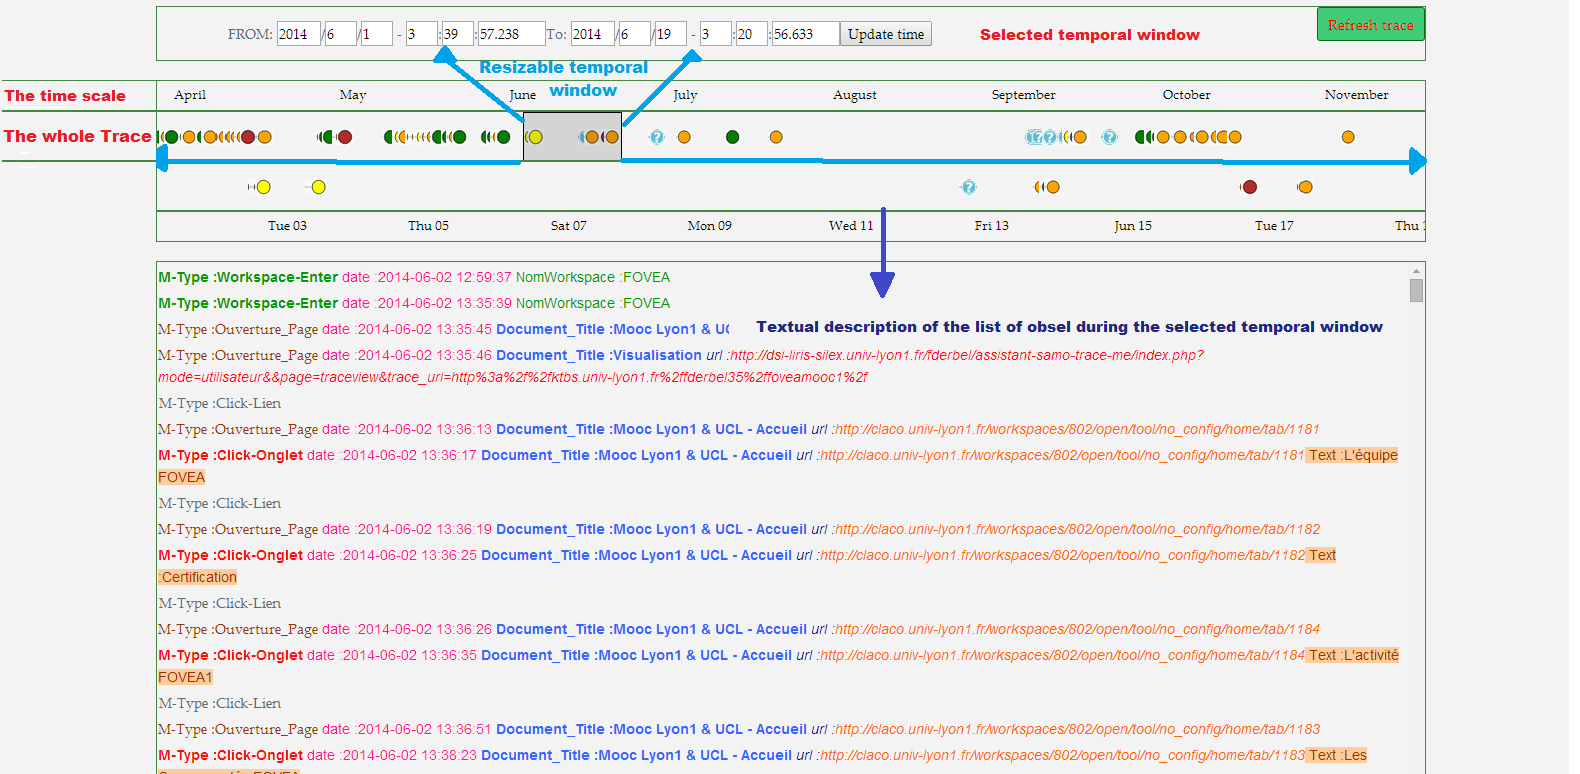 FROM: 2014 /6 /1 - 3 :39 :57.238 To: 2014 /6 /19 - 3 :20 :56.633 Update time
Selected temporal window
Refresh trace
Resizable temporal
window
The time scale
April May June July August September October November
The whole Trace
Tue 03 Thu 05 Sat 07 Mon 09 Wed 11 Fri 13 Jun 15 Tue 17 Thu
M-Type :Workspace-Enter date :2014-06-02 12:59:37 NomWorkspace :FOVEA
M-Type :Workspace-Enter date :2014-06-02 13:35:39 NomWorkspace :FOVEA
M-Type :Ouverture_Page date :2014-06-02 13:35:45 Document_Title :Mooc Lyon1 & UC
Textual description of the list of obsel during the selected temporal window
M-Type :Ouverture_Page date :2014-06-02 13:35:46 Document_Title :Visualisation url :http://dsi-liris-silex.univ-lyon1.fr/fderbel/assistant-samo-trace-me/index.php?
mode=utilisateur&&page=traceview&trace_uri=http%3a%2f%2fktbs.univ-lyon1.fr%2ffderbel35%2ffoveamooc1%2f
M-Type :Click-Lien
M-Type :Ouverture_Page date :2014-06-02 13:36:13 Document_Title :Mooc Lyon1 & UCL - Accueil url :http://claco.univ-lyon1.fr/workspaces/802/open/tool/no_config/home/tab/1181
M-Type :Click-Onglet date :2014-06-02 13:36:17 Document_Title :Mooc Lyon1 & UCL - Accueil url :http://claco.univ-lyon1.fr/workspaces/802/open/tool/no_config/home/tab/1181 Text :L'équipe
FOVEA
M-Type :Click-Lien
M-Type :Ouverture_Page date :2014-06-02 13:36:19 Document_Title :Mooc Lyon1 & UCL - Accueil url :http://claco.univ-lyon1.fr/workspaces/802/open/tool/no_config/home/tab/1182
M-Type :Click-Onglet date :2014-06-02 13:36:25 Document_Title :Mooc Lyon1 & UCL - Accueil url :http://claco.univ-lyon1.fr/workspaces/802/open/tool/no_config/home/tab/1182 Text
:Certification
M-Type :Click-Lien
M-Type :Ouverture_Page date :2014-06-02 13:36:26 Document_Title :Mooc Lyon1 & UCL - Accueil url :http://claco.univ-lyon1.fr/workspaces/802/open/tool/no_config/home/tab/1184
M-Type :Click-Onglet date :2014-06-02 13:36:35 Document_Title :Mooc Lyon1 & UCL - Accueil url :http://claco.univ-lyon1.fr/workspaces/802/open/tool/no_config/home/tab/1184 Text :L'activité
FOVEA1
M-Type :Click-Lien
M-Type :Ouverture_Page date :2014-06-02 13:36:51 Document_Title :Mooc Lyon1 & UCL - Accueil url :http://claco.univ-lyon1.fr/workspaces/802/open/tool/no_config/home/tab/1183
M-Type :Click-Onglet date :2014-06-02 13:38:23 Document_Title :Mooc Lyon1 & UCL - Accueil url :http://claco.univ-lyon1.fr/workspaces/802/open/tool/no_config/home/tab/1183 Text :Les